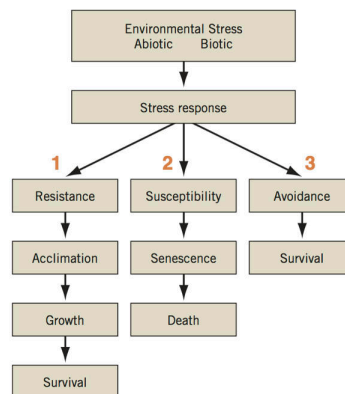 Environmental Stress
Abiotic Biotic
Stress response
1 2 3
Resistance Susceptibility Avoidance
Acclimation Senescence Survival
Growth Death
Survival